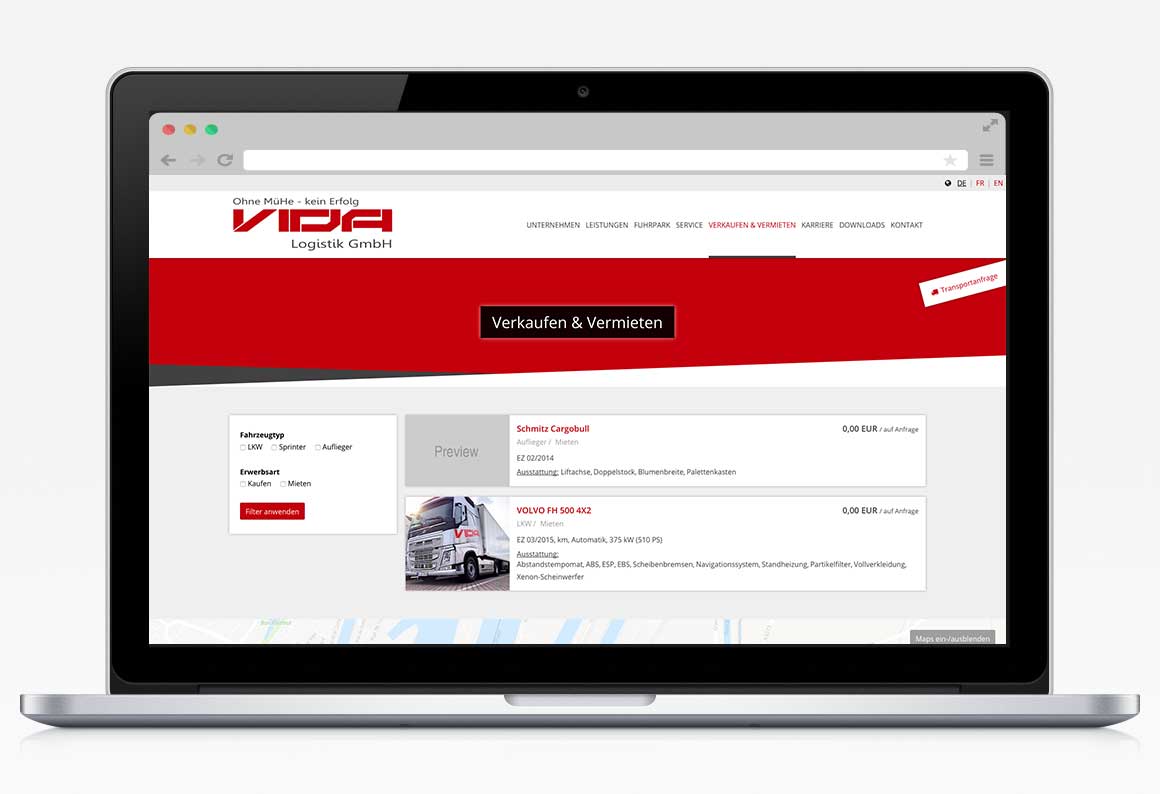 DE | FR | EN
Ohne MüHe - kein Erfolg
VIDA
Logistik GmbH
UNTERNEHMEN LEISTUNGEN FUHRPARK SERVICE VERKAUFEN & VERMIETEN KARRIERE DOWNLOADS KONTAKT
Transportanfrage
Verkaufen & Vermieten
Fahrzeugtyp
LKW Sprinter Auflieger
Erwerbsart
Kaufen Mieten
Filter anwenden
Preview
Schmitz Cargobull
0,00 EUR / auf Anfrage
Auflieger / Mieten
EZ 02/2014
Ausstattung: Liftachse, Doppelstock, Blumenbreite, Palettenkasten
VIDA
VOLVO FH 500 4X2
0,00 EUR / auf Anfrage
LKW / Mieten
EZ 03/2015, km, Automatik, 375 kW (510 PS)
Ausstattung:
Abstandstempomat, ABS, ESP, EBS, Scheibenbremsen, Navigationssystem, Standheizung, Partikelfilter, Vollverkleidung,
Xenon-Scheinwerfer
Maps ein-/ausblenden